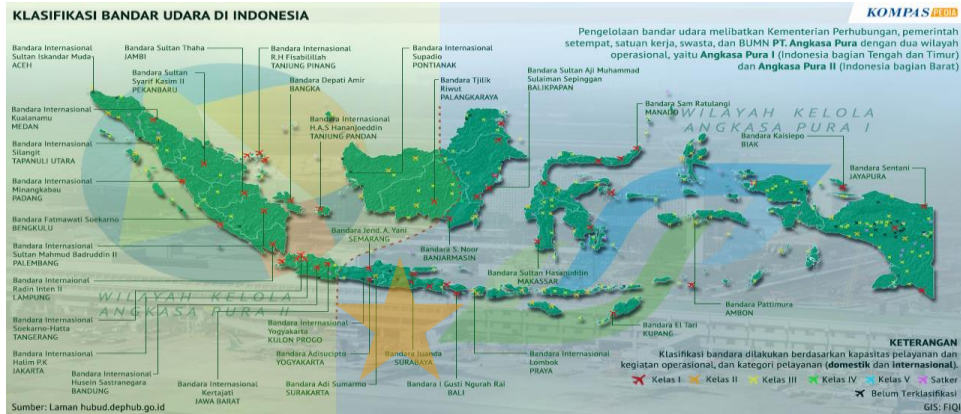 KLASIFIKASI BANDAR UDARA DI INDONESIA
KOMPAS PEDIA
Pengelolaan bandar udara melibatkan Kementerian Perhubungan, pemerintah
setempat, satuan kerja, swasta, dan BUMN PT. Angkasa Pura dengan dua wilayah
operasional, yaitu Angkasa Pura I (Indonesia bagian Tengah dan Timur)
dan Angkasa Pura II (Indonesia bagian Barat)
Bandara Internasional
Sultan Iskandar Muda
ACEH
Bandara Sultan Thaha
JAMBI
Bandara Internasional
R.H Fisabilillah
TANJUNG PINANG
Bandara Internasional
Supadio
PONTIANAK
Bandara Sultan
Syarif Kasim II
PEKANBARU
Bandara Depati Amir
BANGKA
Bandara Tjilik
Riwut
PALANGKARAYA
Bandara Sultan Aji Muhammad
Sulaiman Sepinggan
BALIKPAPAN
Bandara Internasional
Kualanamu
MEDAN
Bandara Internasional
H.A.S Hananjoeddin
TANJUNG PANDAN
Bandara Sam Ratulangi
MANADO
WILAYAH KELOLA
ANGKASA PURA I
Bandara Kaisiepo
BIAK
Bandara Sentani
JAYAPURA
Bandara Internasional
Silangit
TAPANULI UTARA
Bandara Internasional
Minangkabau
PADANG
Bandara Fatmawati Soekarno
BENGKULU
Bandara Jend. A. Yani
SEMARANG
Bandara S. Noor
BANJARMASIN
Bandara Internasional
Sultan Mahmud Badruddin II
PALEMBANG
Bandara Sultan Hasanudilin
MAKASSAR
Bandara Internasional
Radin Inten II
LAMPUNG
WILAYAH KELOLA
ANGKASA PURA II
Bandara Pattimura
AMBON
Bandara Internasional
Soekarno-Hatta
TANGERANG
Bandara Internasional
Yogyakarta
KULON PROGO
Bandara El Tari
KUPANG
Bandara Internasional
Halim P.K
JAKARTA
Bandara Adisucipto
YOGYAKARTA
Bandara Juanda
SURABAYA
Bandara Internasional
Lombok
PRAYA
Bandara Internasional
Husein Sastranegara
BANDUNG
Bandara Internasional
Kertajati
JAWA BARAT
Bandara Adi Sumarmo
SURAKARTA
Bandara I Gusti Ngurah Rai
BALI
KETERANGAN
Klasifikasi bandara dilakukan berdasarkan kapasitas pelayanan dan
kegiatan operasional, dan kategori pelayanan (domestik dan internasional).
Kelas I Kelas II Kelas III Kelas IV Kelas V Satker
Belum Terklasifikasi
Sumber: Laman hubud.dephub.go.id
GIS: FIQI